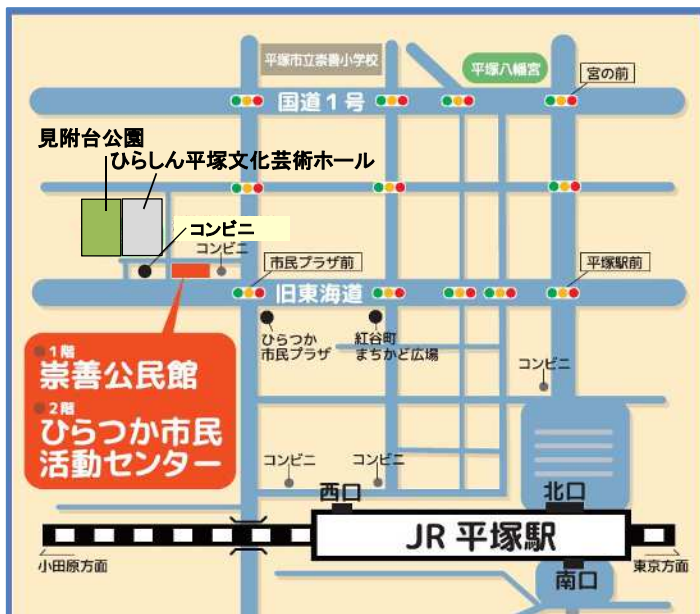 平塚市立崇善小学校
平塚八幡宮
宮の前
国道1号
見附台公園
ひらしん平塚文化芸術ホール
コンビニ
コンビニ
市民プラザ前
平塚駅前
旧東海道
ひらつか
市民プラザ
紅谷町
まちかど広場
コンビニ
1階
崇善公民館
2階
ひらつか市民
活動センター
コンビニ
コンビニ
西口
北口
JR 平塚駅
小田原方面
東京方面
南口